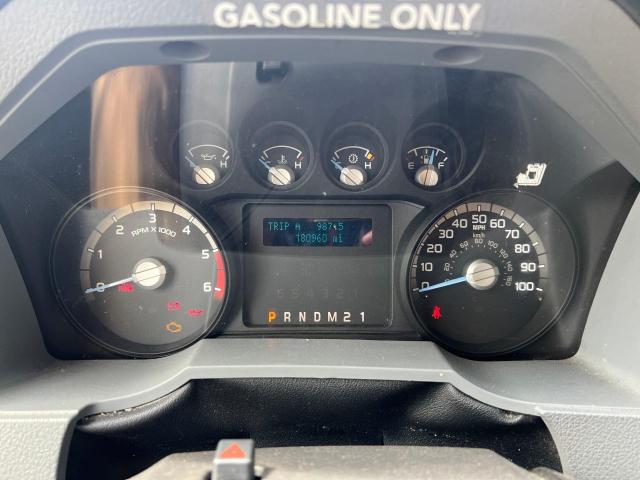 GASOLINE ONLY
H
H
H
E F
TRIP A 987.5
180960 mi
0 1 2 3 4 5 6
RPM X 1000
0 10 20 30 40 50 60 70 80 90 100
MPH
km/h
P R N D M 2 1